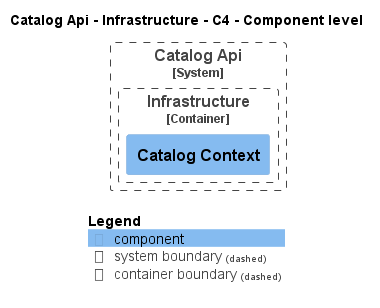 Catalog Api - Infrastructure - C4 - Component level
Catalog Api
[System]
Infrastructure
[Container]
Catalog Context
Legend
component
system boundary (dashed)
container boundary (dashed)